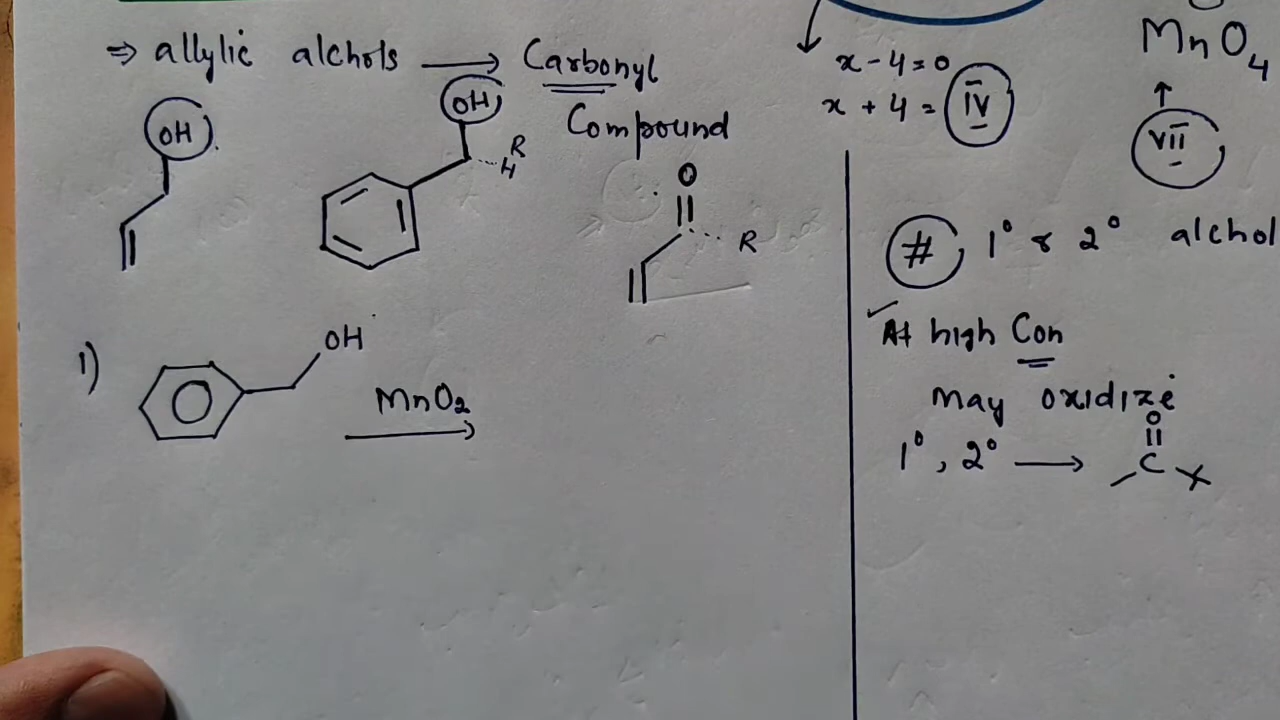 ⇒ allylic alchols → Carbonyl
Compound
OH
OH
R
H
O
R
1)
OH
MnO₂
x - 4 = 0
x + 4 = IV
MnO₄
VII
# 1° & 2° alchol
✓At high Con
may oxidize
1°, 2° →
O
C